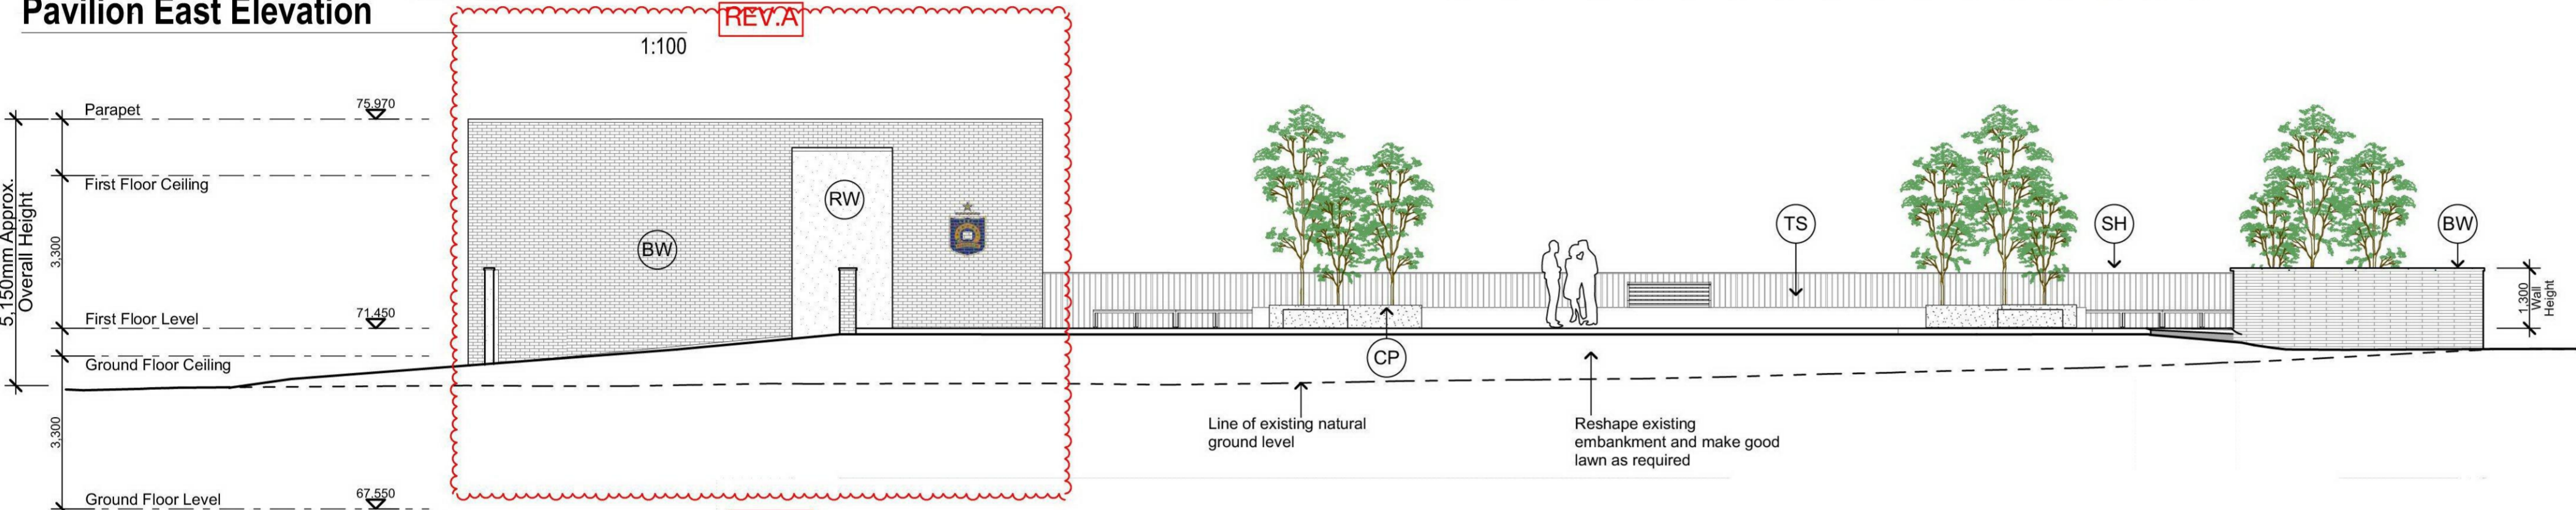 Pavilion East Elevation
REV.A
1:100
Parapet
75.970
First Floor Ceiling
5,150mm Approx.
Overall Height
3,300
First Floor Level
71.450
Ground Floor Ceiling
3,300
Ground Floor Level
67.550
BW
RW
CP
TS
SH
BW
1,300
Wall
Height
Line of existing natural
ground level
Reshape existing
embankment and make good
lawn as required